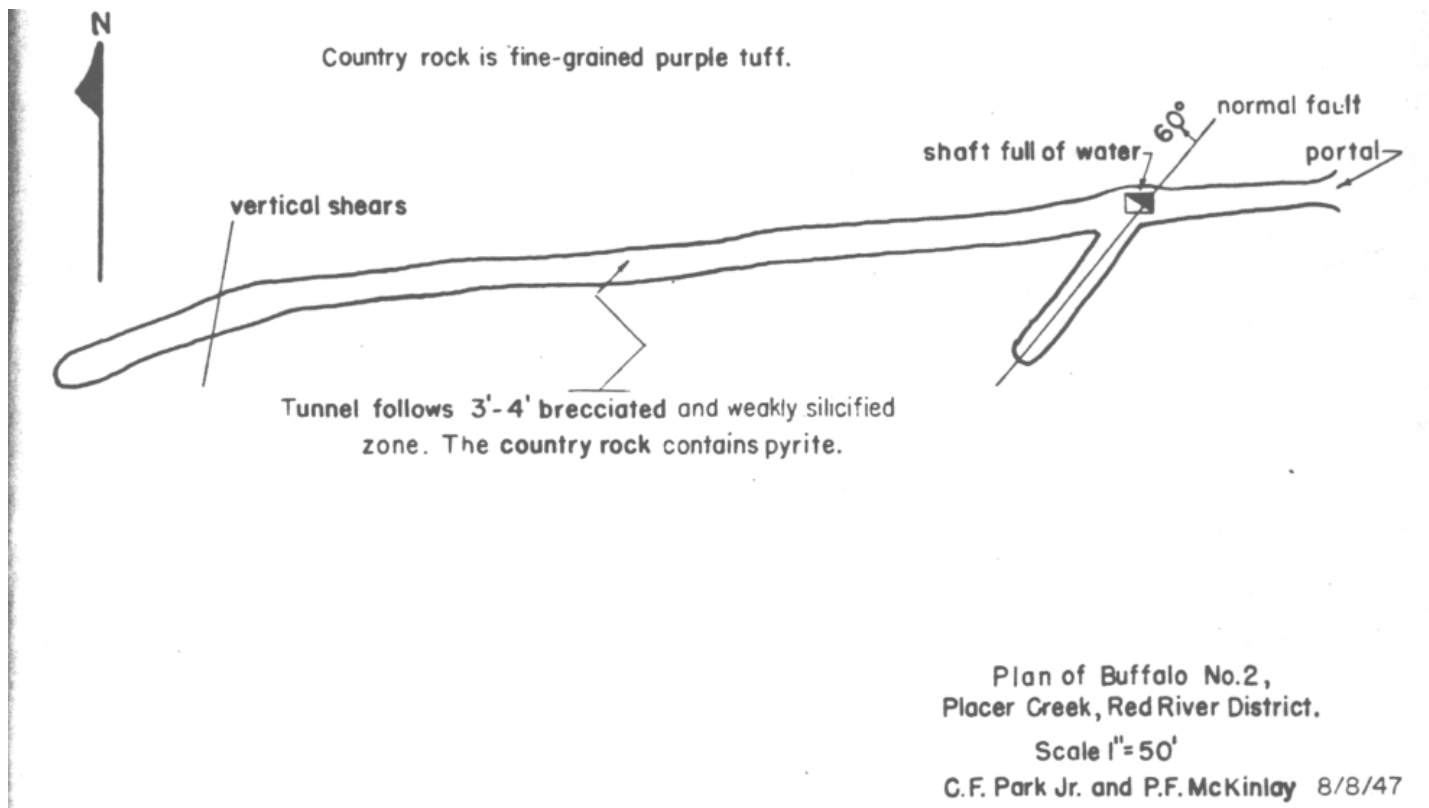 N
Country rock is fine-grained purple tuff.
60°
normal fault
shaft full of water
portal
vertical shears
Tunnel follows 3'-4' brecciated and weakly silicified
zone. The country rock contains pyrite.
Plan of Buffalo No.2,
Placer Creek, Red River District.
Scale 1"=50'
C.F. Park Jr. and P.F. McKinlay 8/8/47